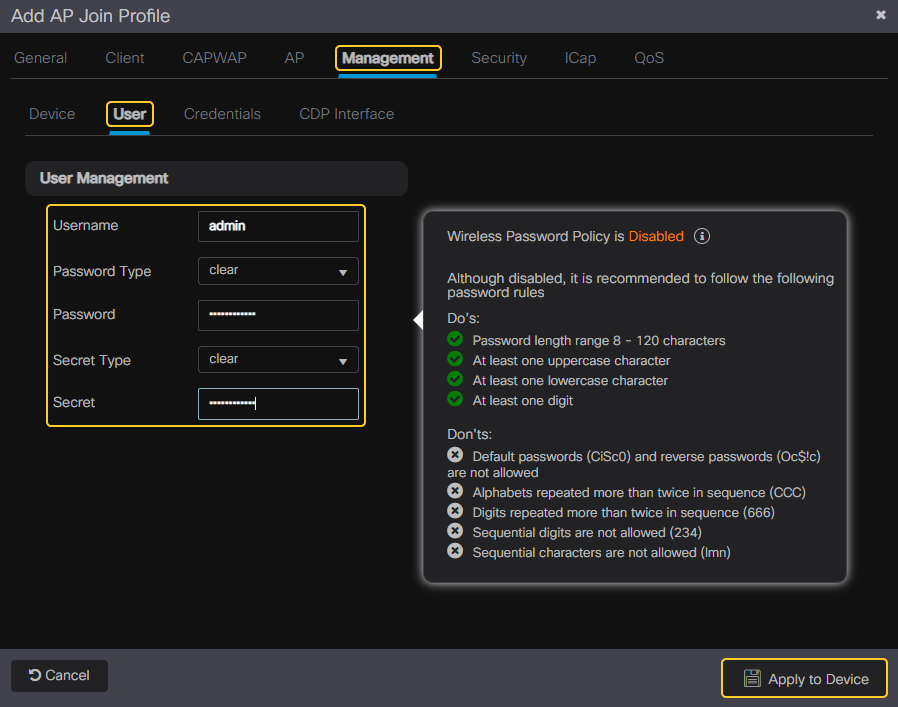 Add AP Join Profile
General Client CAPWAP AP Management Security ICap QoS
Device User Credentials CDP Interface
User Management
Username admin
Password Type clear
Password ••••••••••••
Secret Type clear
Secret ••••••••••••
Wireless Password Policy is Disabled
Although disabled, it is recommended to follow the following
password rules
Do's:
Password length range 8 - 120 characters
At least one uppercase character
At least one lowercase character
At least one digit
Don'ts:
Default passwords (CiSc0) and reverse passwords (Oc$!c)
are not allowed
Alphabets repeated more than twice in sequence (CCC)
Digits repeated more than twice in sequence (666)
Sequential digits are not allowed (234)
Sequential characters are not allowed (lmn)
Cancel Apply to Device